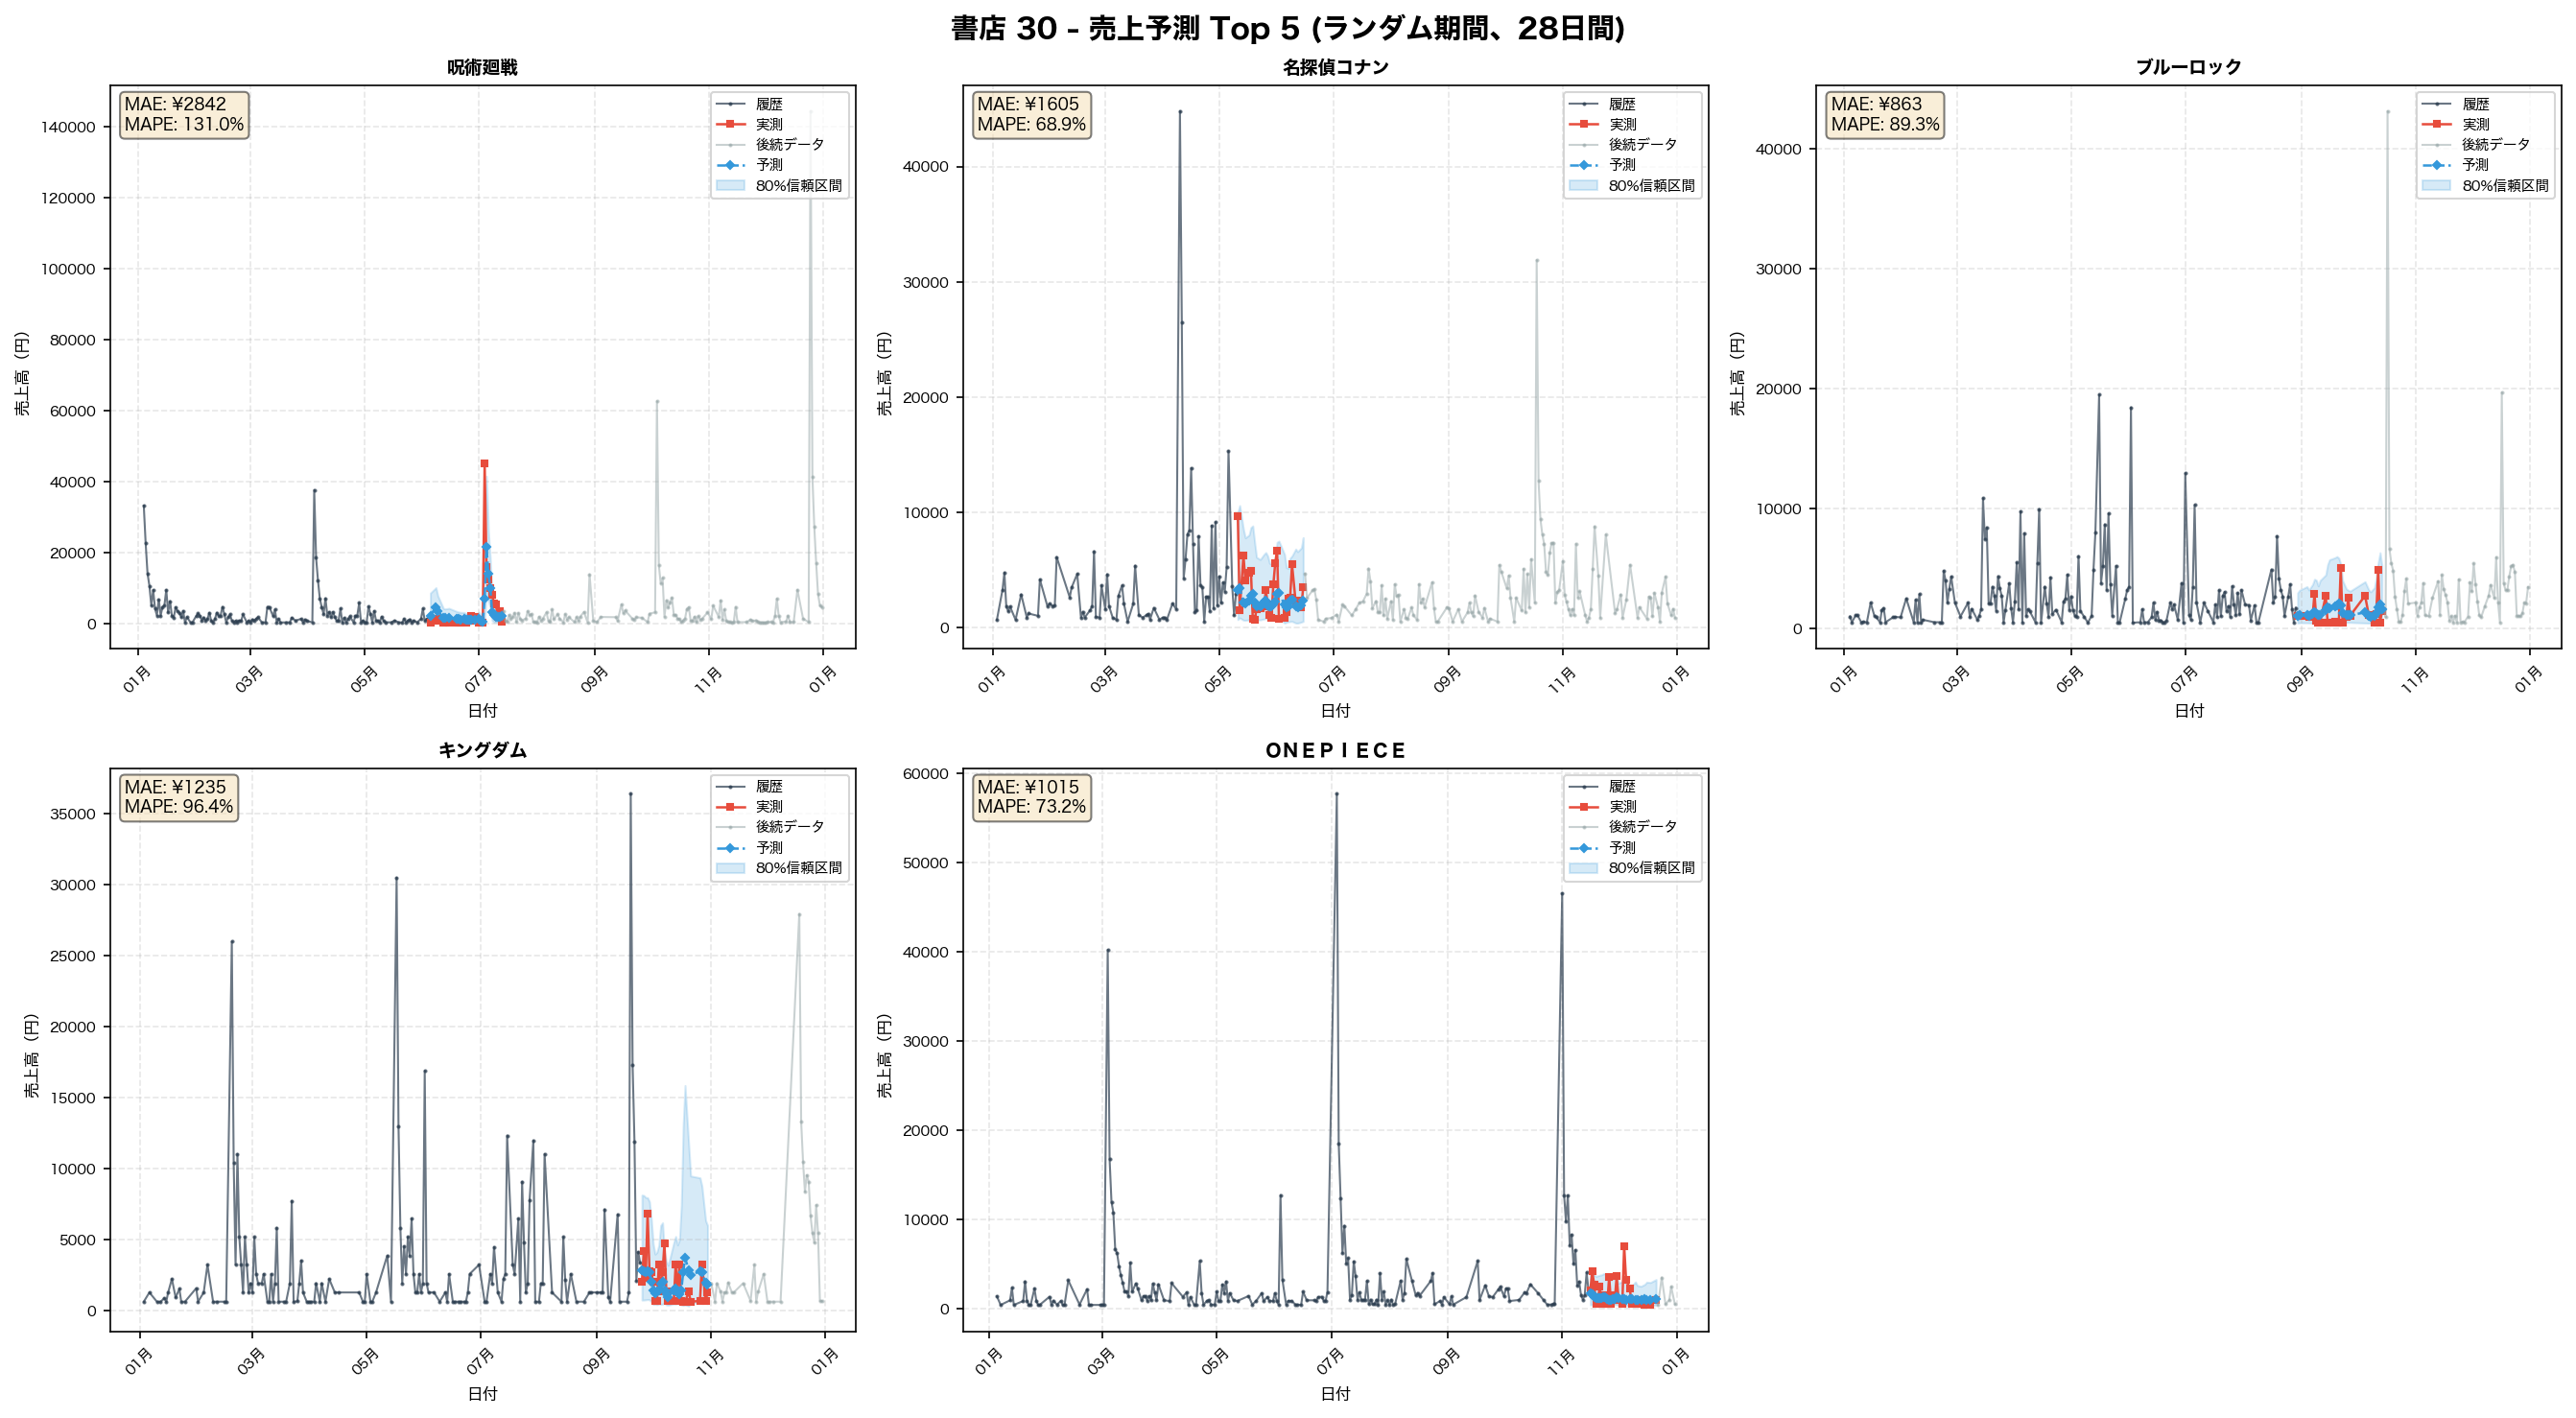 書店 30 - 売上予測 Top 5 (ランダム期間、28日間)
呪術廻戦
MAE: ¥2842
MAPE: 131.0%
履歴
実測
後続データ
予測
80%信頼区間
140000
120000
100000
80000
60000
40000
20000
0
売上高（円）
01月
03月
05月
07月
09月
11月
01月
日付
名探偵コナン
MAE: ¥1605
MAPE: 68.9%
履歴
実測
後続データ
予測
80%信頼区間
40000
30000
20000
10000
0
売上高（円）
01月
03月
05月
07月
09月
11月
01月
日付
ブルーロック
MAE: ¥863
MAPE: 89.3%
履歴
実測
後続データ
予測
80%信頼区間
40000
30000
20000
10000
0
売上高（円）
01月
03月
05月
07月
09月
11月
01月
日付
キングダム
MAE: ¥1235
MAPE: 96.4%
履歴
実測
後続データ
予測
80%信頼区間
35000
30000
25000
20000
15000
10000
5000
0
売上高（円）
01月
03月
05月
07月
09月
11月
01月
日付
ＯＮＥＰＩＥＣＥ
MAE: ¥1015
MAPE: 73.2%
履歴
実測
後続データ
予測
80%信頼区間
60000
50000
40000
30000
20000
10000
0
売上高（円）
01月
03月
05月
07月
09月
11月
01月
日付